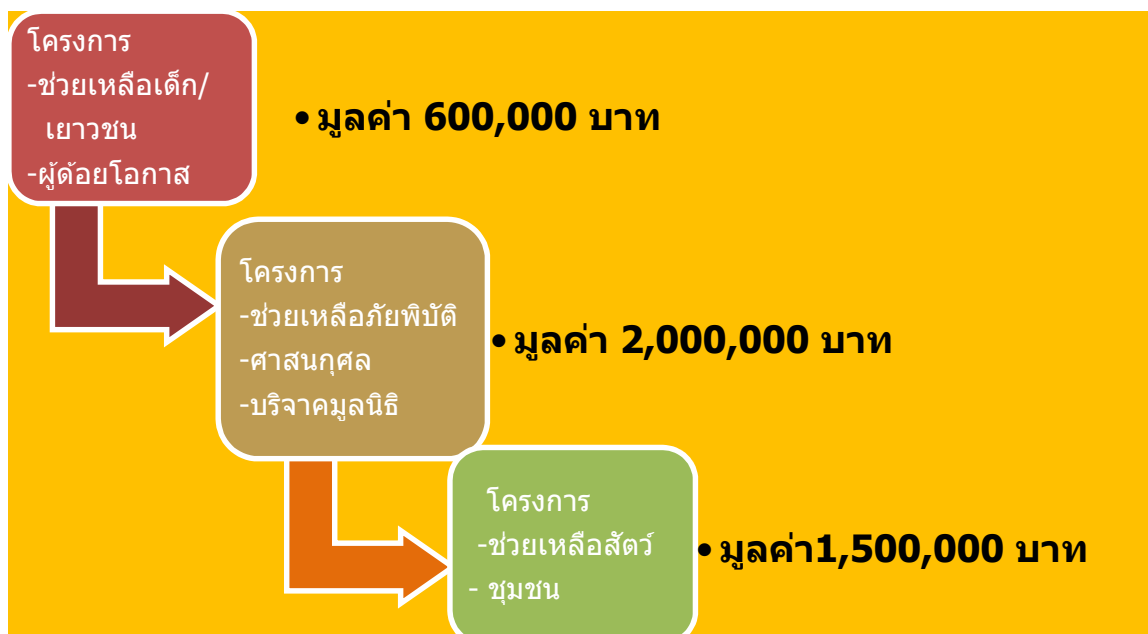 โครงการ
-ช่วยเหลือเด็ก/
เยาวชน
-ผู้ด้อยโอกาส
•มูลค่า 600,000 บาท
โครงการ
-ช่วยเหลือภัยพิบัติ
-ศาสนกุศล
-บริจาคมูลนิธิ
•มูลค่า 2,000,000 บาท
โครงการ
-ช่วยเหลือสัตว์
- ชุมชน
•มูลค่า1,500,000 บาท